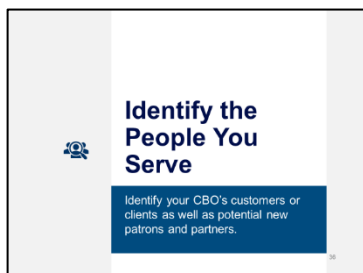 Identify the
People You
Serve
Identify your CBO's customers or
clients as well as potential new
patrons and partners.
36